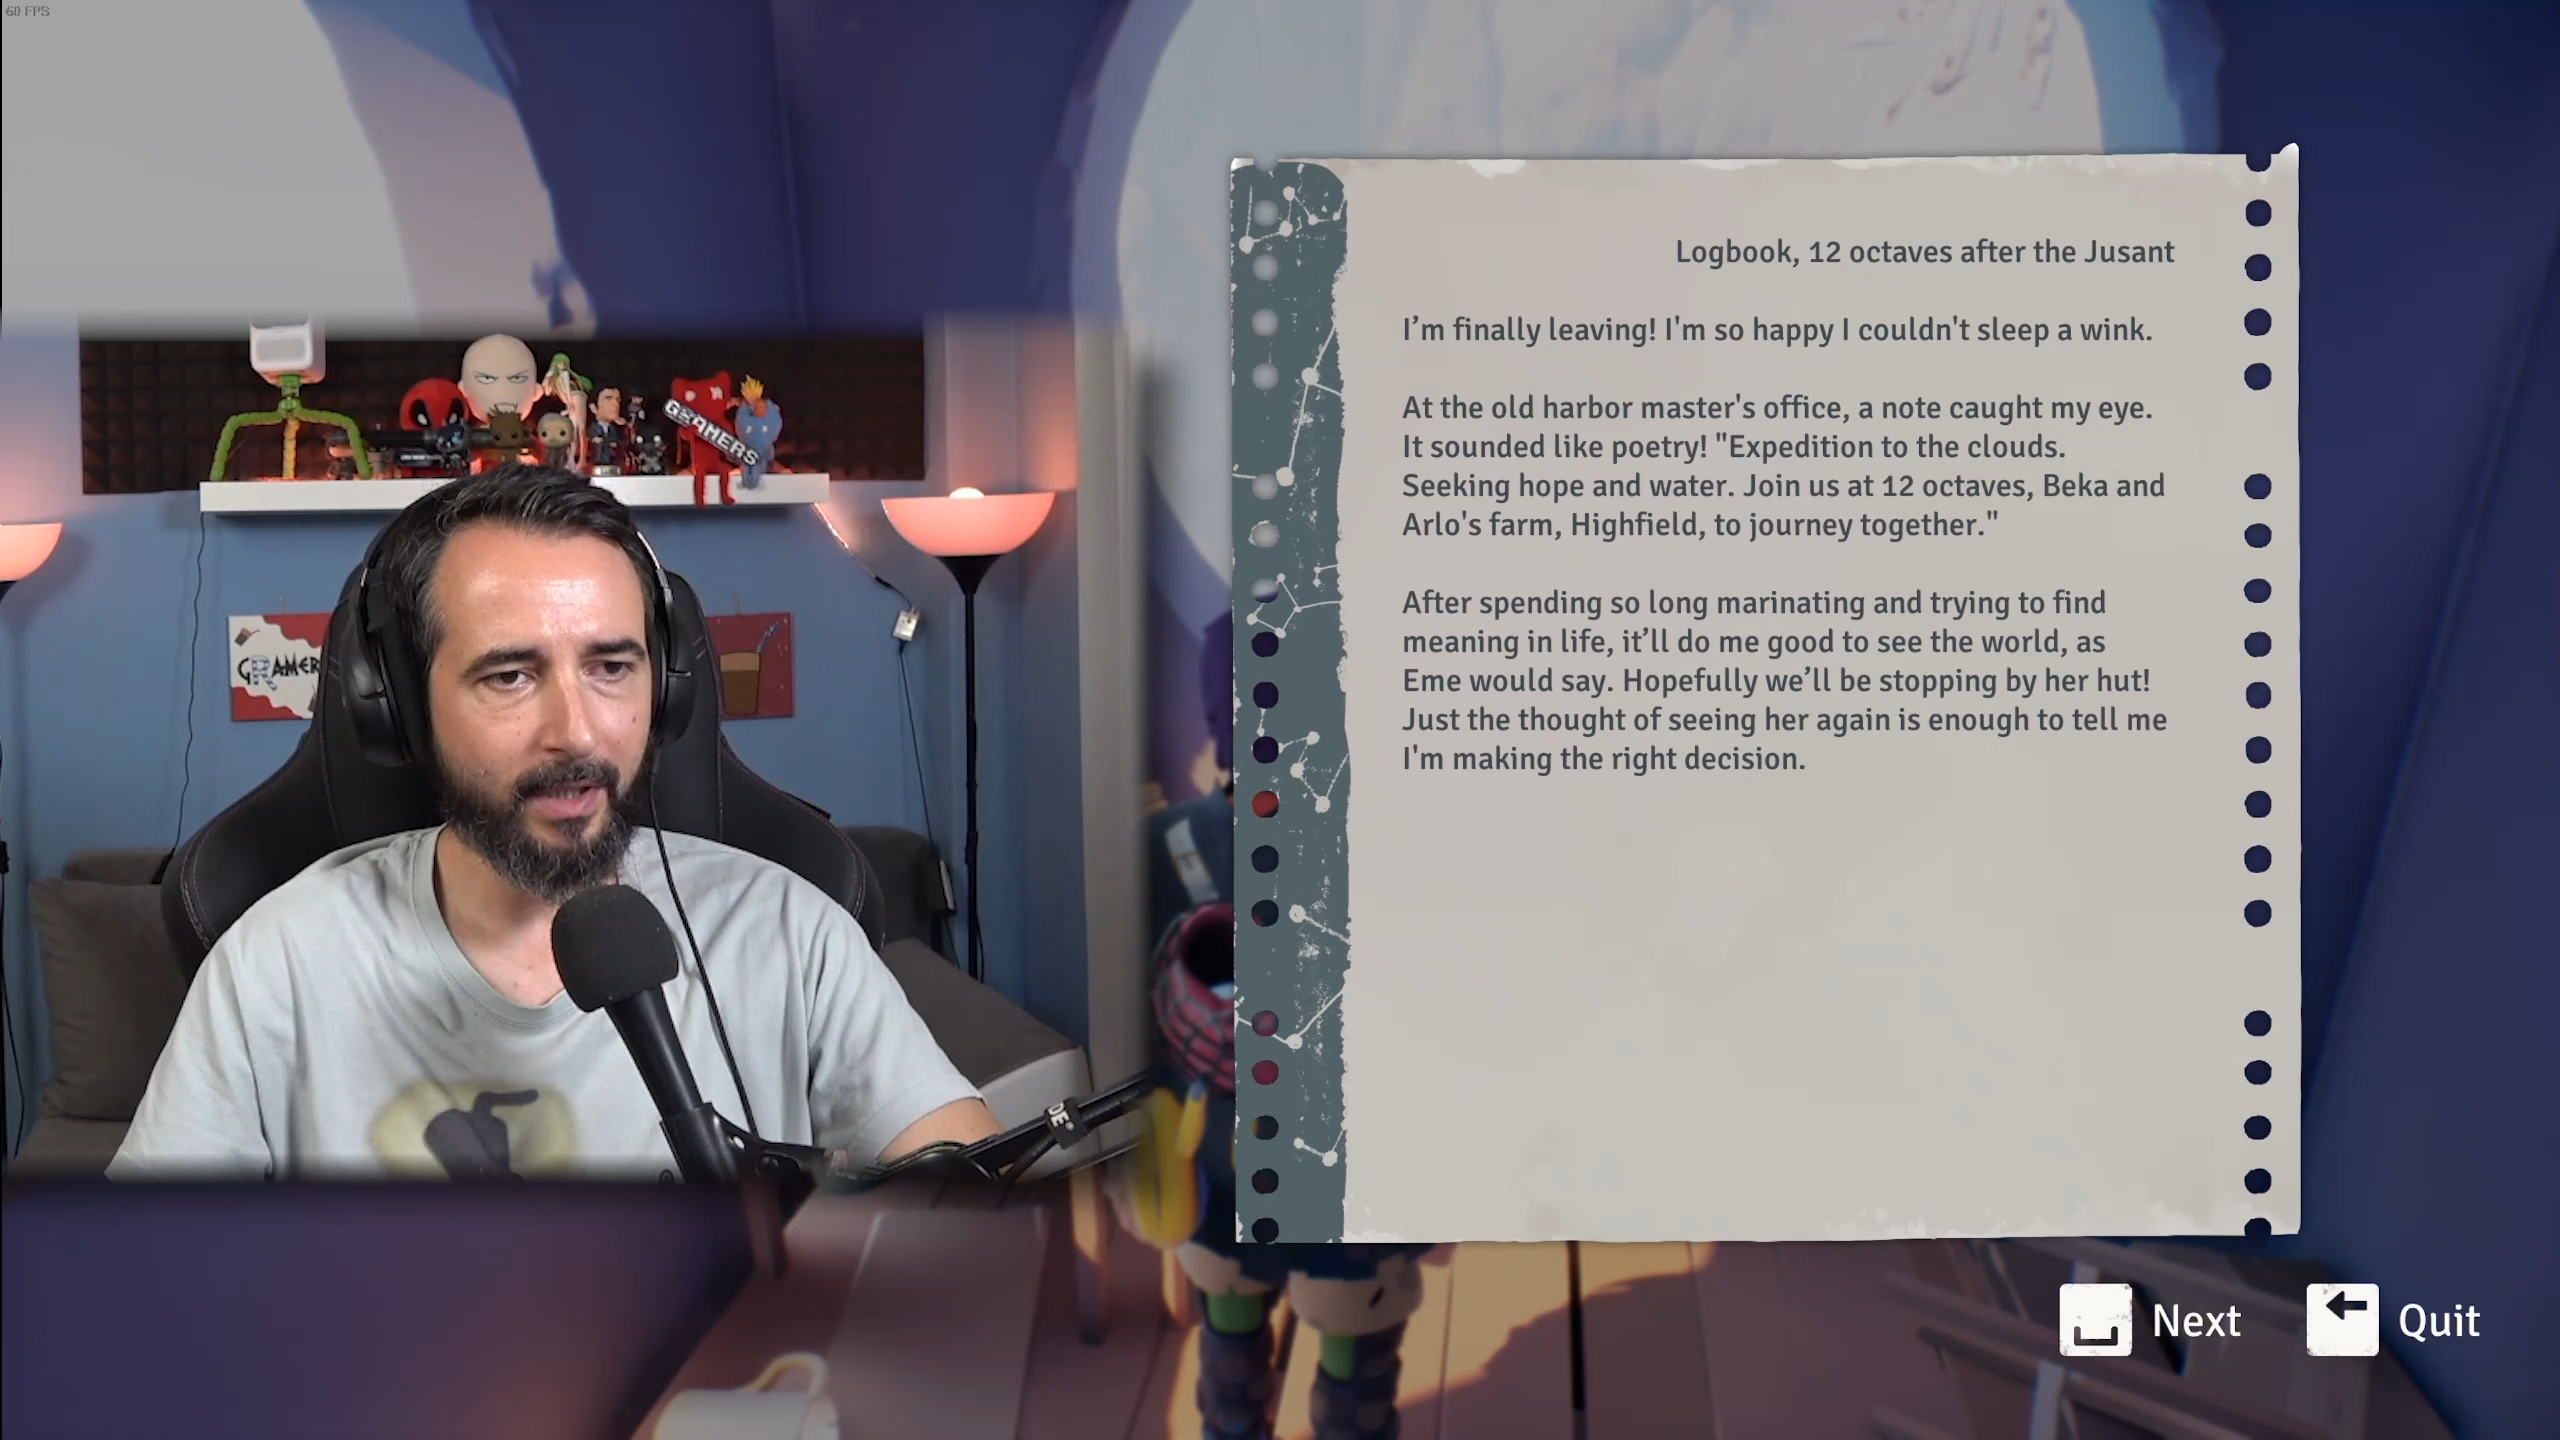 60 FPS
Logbook, 12 octaves after the Jusant
I’m finally leaving! I'm so happy I couldn't sleep a wink.
At the old harbor master's office, a note caught my eye.
It sounded like poetry! "Expedition to the clouds.
Seeking hope and water. Join us at 12 octaves, Beka and
Arlo's farm, Highfield, to journey together."
After spending so long marinating and trying to find
meaning in life, it’ll do me good to see the world, as
Eme would say. Hopefully we’ll be stopping by her hut!
Just the thought of seeing her again is enough to tell me
I'm making the right decision.
GEAMERS
GRAMER
DE
Next
Quit